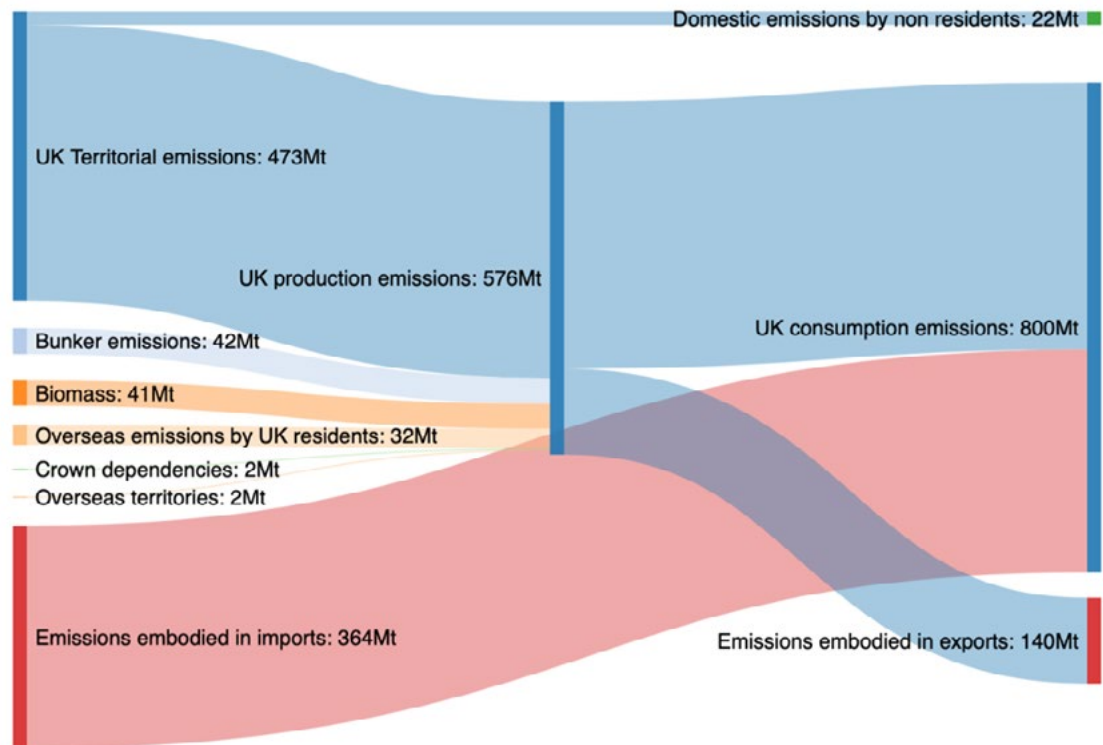 Domestic emissions by non residents: 22Mt
UK Territorial emissions: 473Mt
UK production emissions: 576Mt
UK consumption emissions: 800Mt
Bunker emissions: 42Mt
Biomass: 41Mt
Overseas emissions by UK residents: 32Mt
Crown dependencies: 2Mt
Overseas territories: 2Mt
Emissions embodied in imports: 364Mt
Emissions embodied in exports: 140Mt